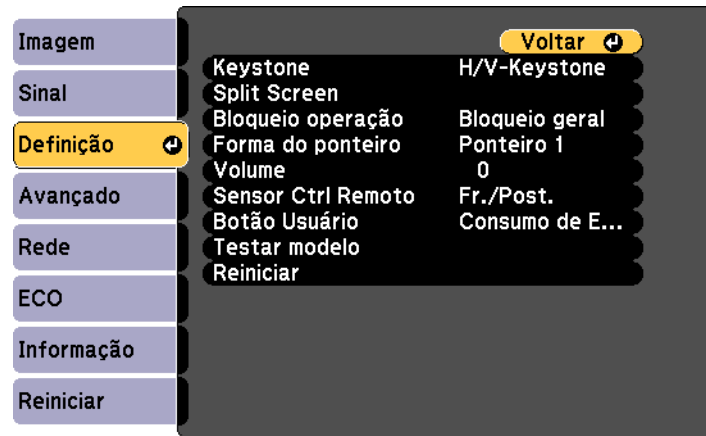 Imagem
Sinal
Definição
Avançado
Rede
ECO
Informação
Reiniciar
Voltar
Keystone H/V-Keystone
Split Screen
Bloqueio operação Bloqueio geral
Forma do ponteiro Ponteiro 1
Volume 0
Sensor Ctrl Remoto Fr./Post.
Botão Usuário Consumo de E...
Testar modelo
Reiniciar